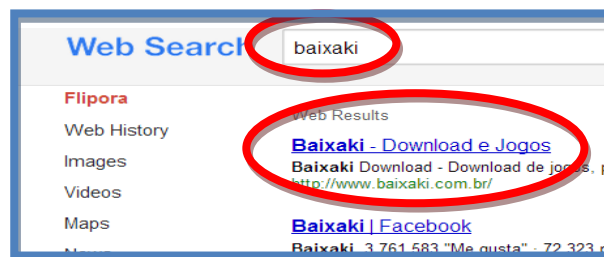 Web Search
baixaki
Flipora
Web History
Images
Videos
Maps
News
Web Results
Baixaki - Download e Jogos
Baixaki Download - Download de jogos,
http://www.baixaki.com.br/
Baixaki | Facebook
Baixaki. 3.761.583 "Me gusta" · 72.323